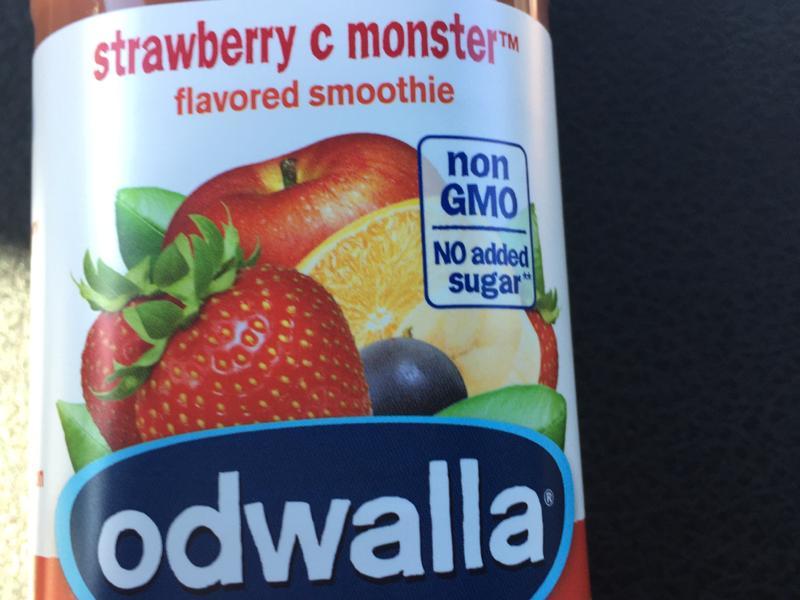 strawberry c monster™
flavored smoothie
non
GMO
NO added
sugar**
odwalla®